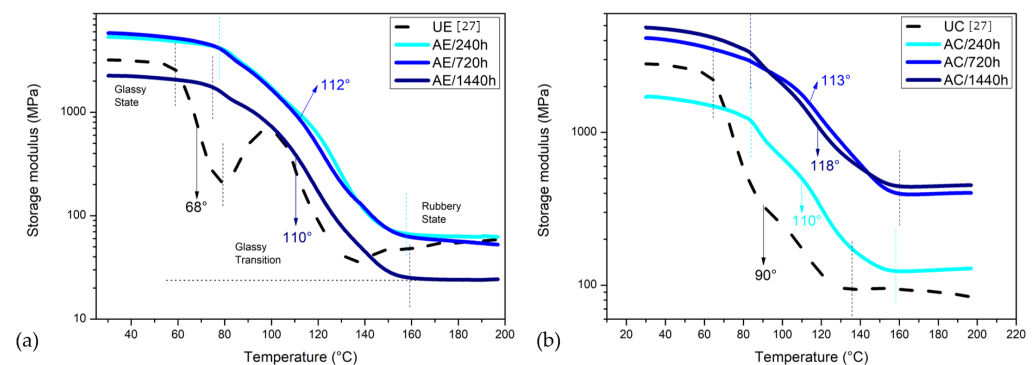 UE [27]
AE/240h
AE/720h
AE/1440h
Glassy
State
112°
68°
110°
Glassy
Transition
Rubbery
State
Storage modulus (MPa)
1000
100
10
40 60 80 100 120 140 160 180 200
Temperature (°C)
(a)
UC [27]
AC/240h
AC/720h
AC/1440h
113°
118°
110°
90°
Storage modulus (MPa)
1000
100
20 40 60 80 100 120 140 160 180 200 220
Temperature (°C)
(b)